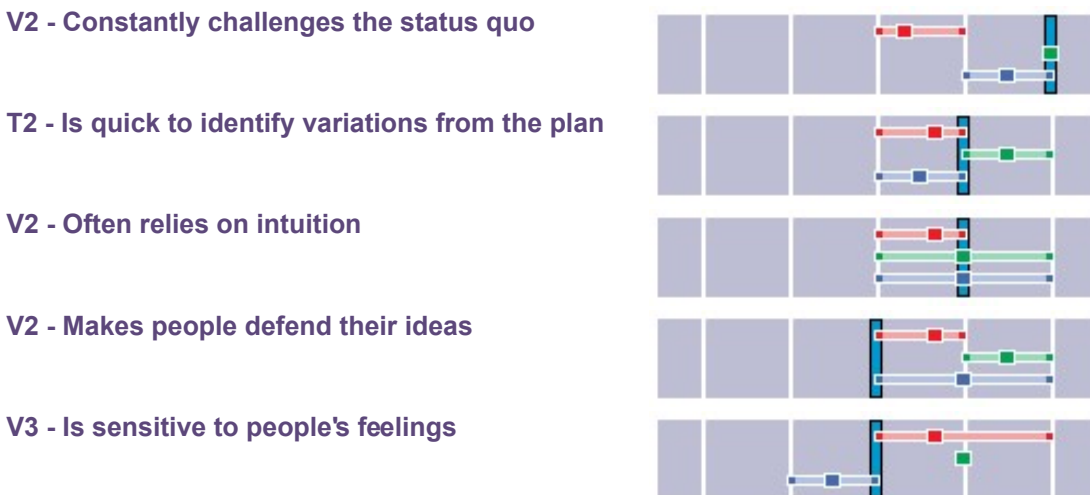 V2 - Constantly challenges the status quo
T2 - Is quick to identify variations from the plan
V2 - Often relies on intuition
V2 - Makes people defend their ideas
V3 - Is sensitive to people's feelings